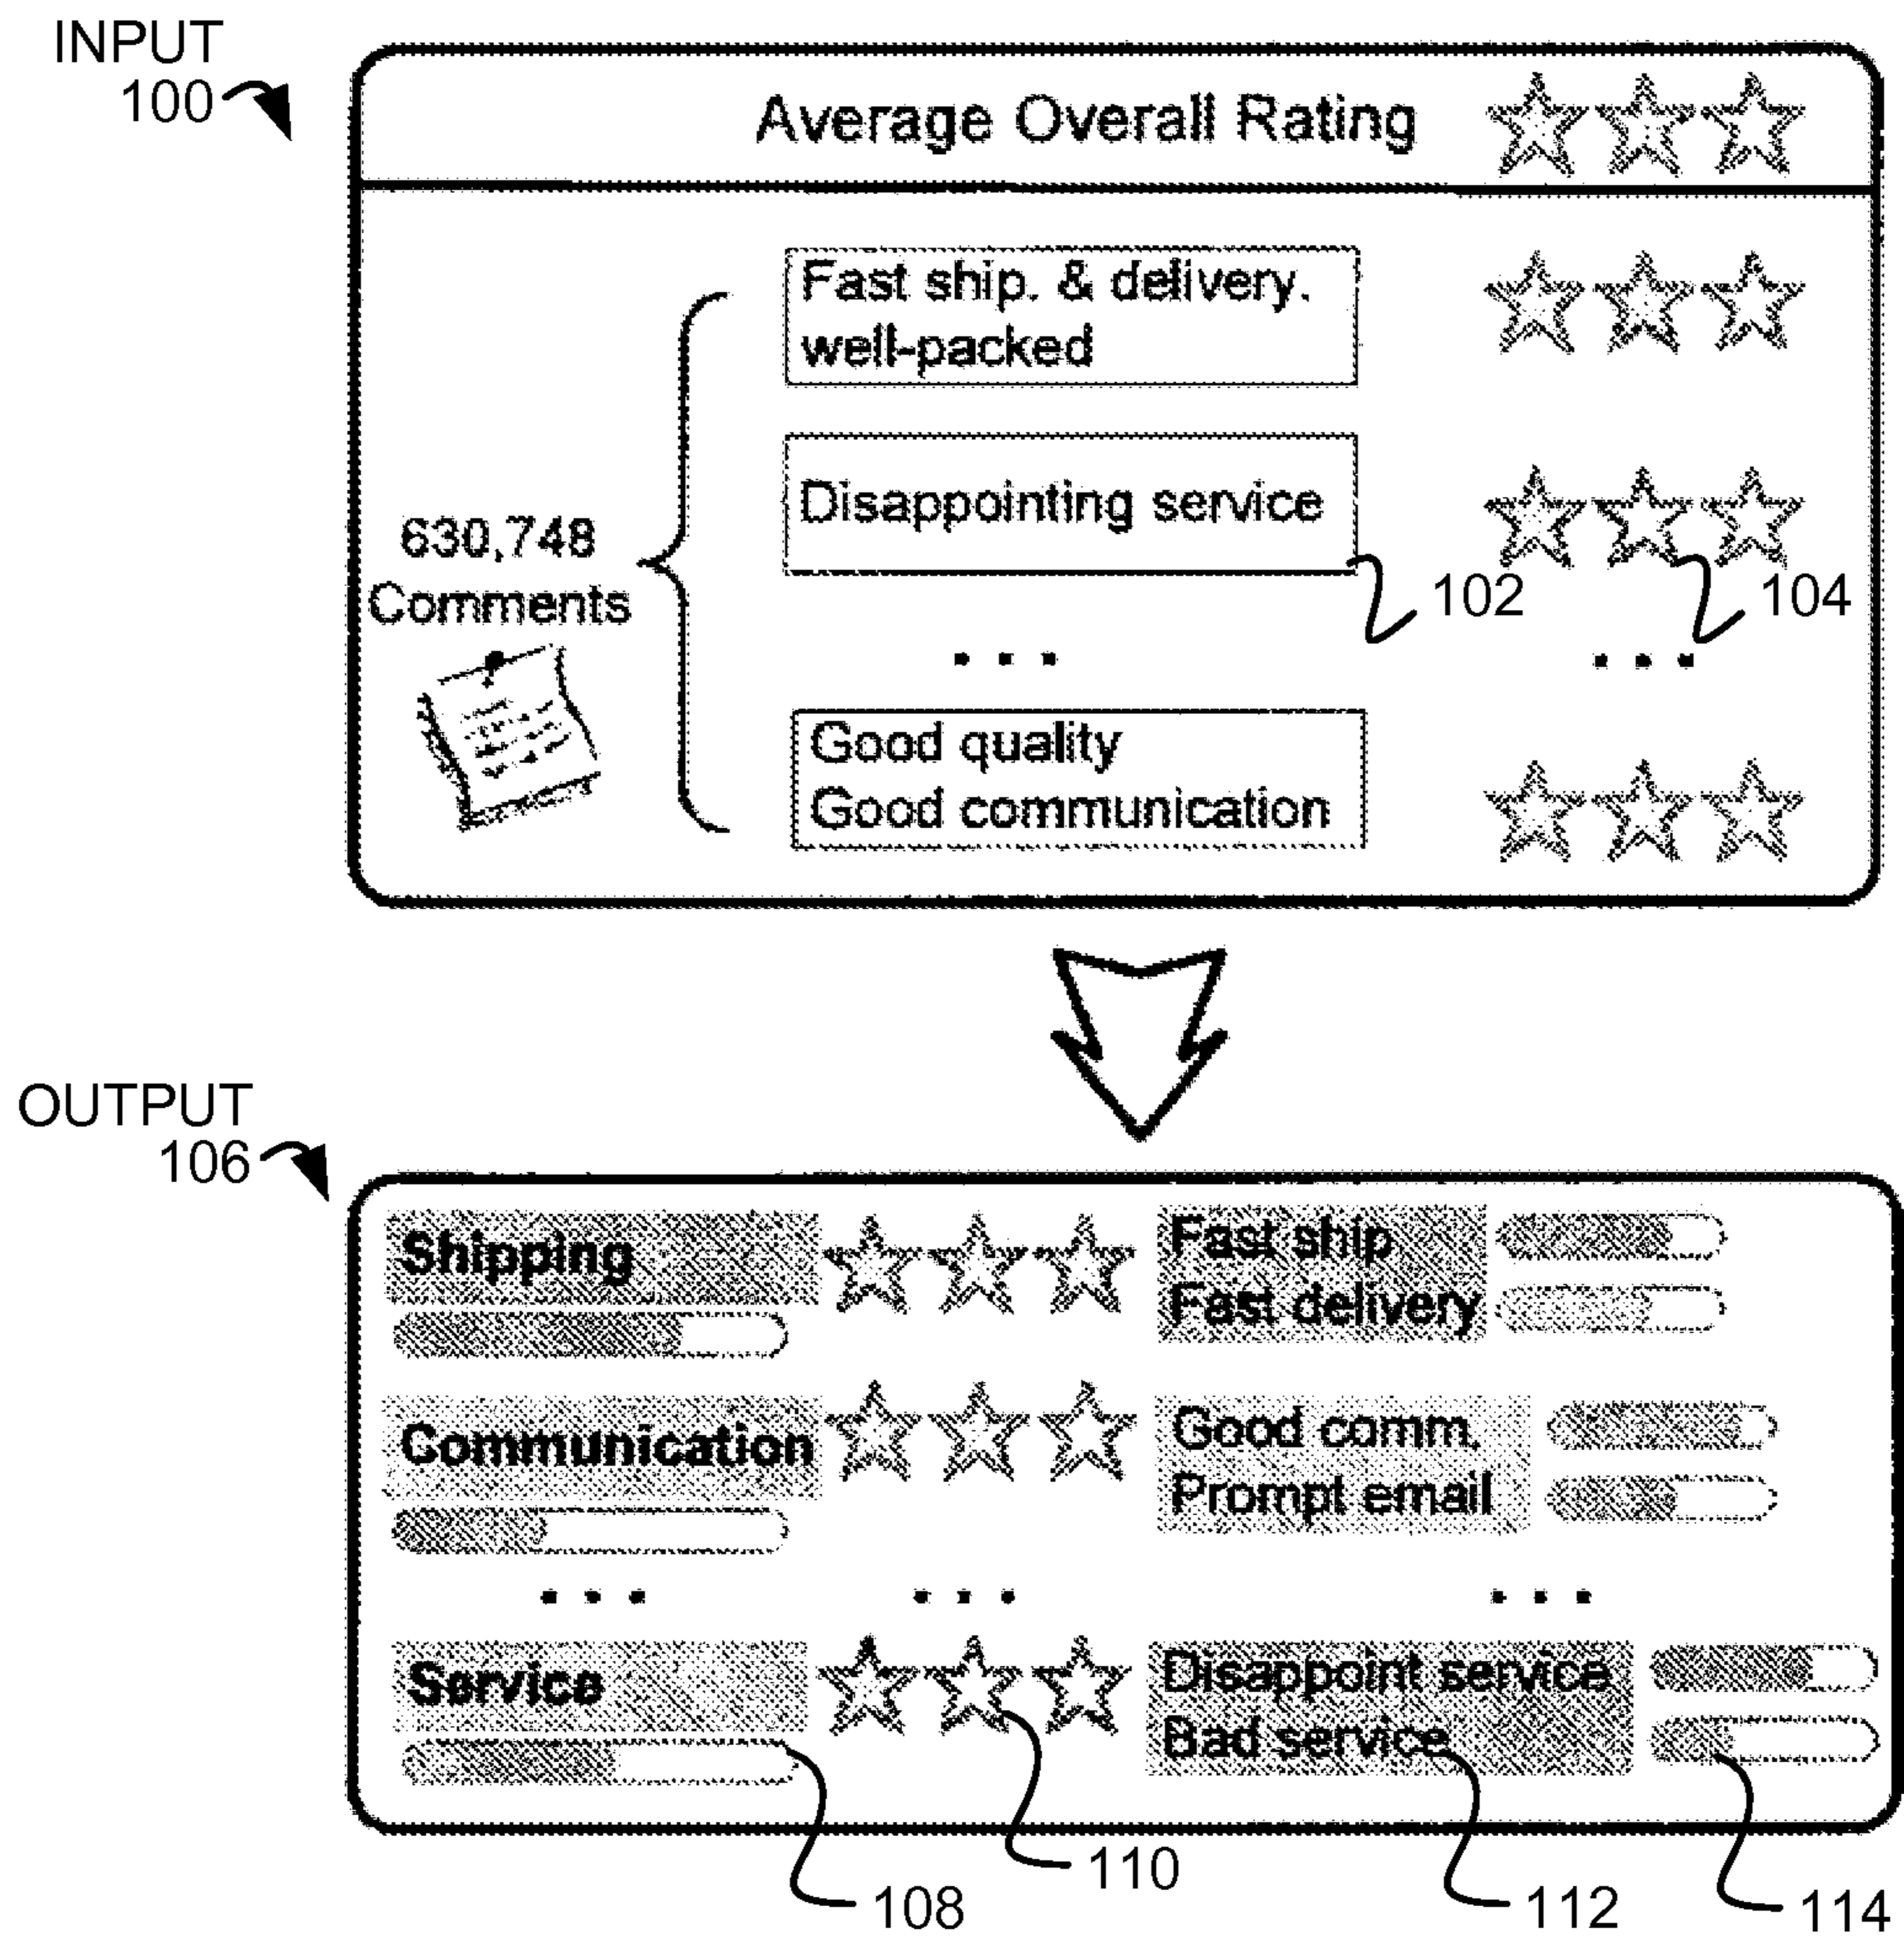 INPUT
100
Average Overall Rating
Fast ship. & delivery.
well-packed
Disappointing service
630,748
Comments
102
104
...
...
Good quality
Good communication
OUTPUT
106
Shipping
Fast ship
Fast delivery
Communication
Good comm.
Prompt email
...
...
...
Service
Disappoint service
Bad service
108
110
112
114